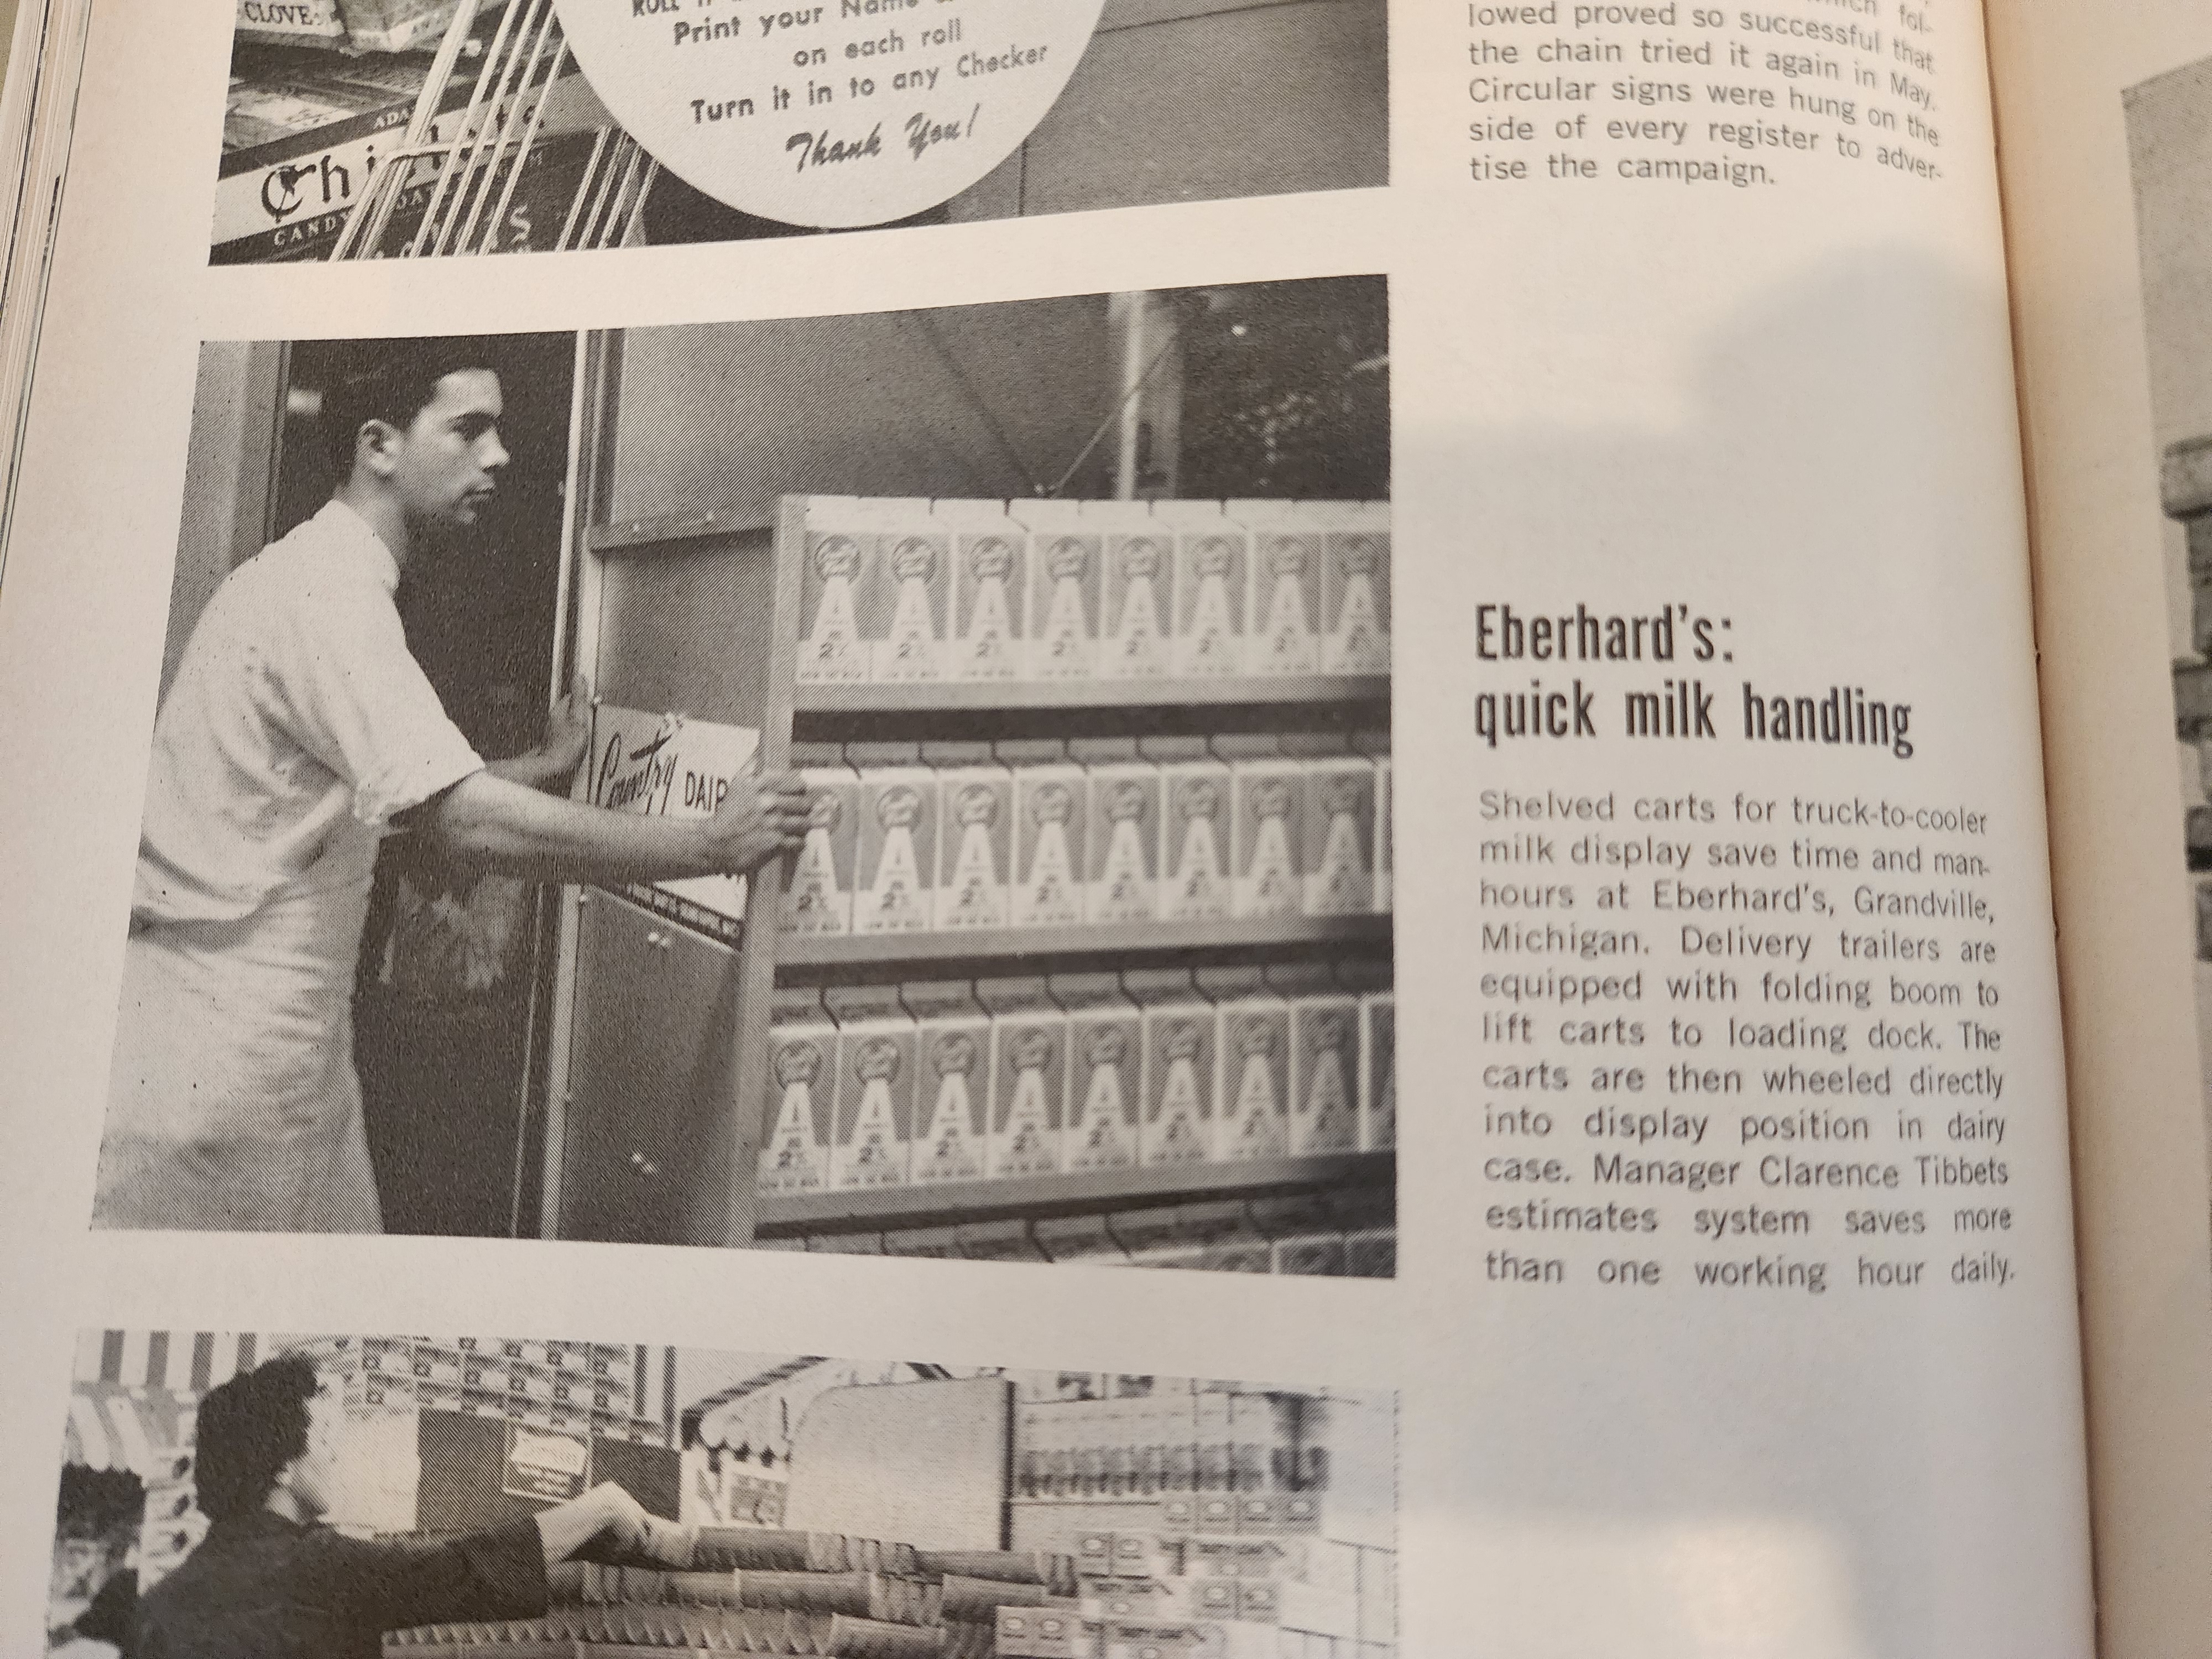 CLOVE
Print your Name
on each roll
Turn it in to any Checker
Thank You!
CANDY
fol-
lowed proved so successful that
the chain tried it again in May.
Circular signs were hung on the
side of every register to adver-
tise the campaign.
Country DAIR
2%
Eberhard's:
quick milk handling
Shelved carts for truck-to-cooler
milk display save time and man-
hours at Eberhard's, Grandville,
Michigan. Delivery trailers are
equipped with folding boom to
lift carts to loading dock. The
carts are then wheeled directly
into display position in dairy
case. Manager Clarence Tibbets
estimates system saves more
than one working hour daily.